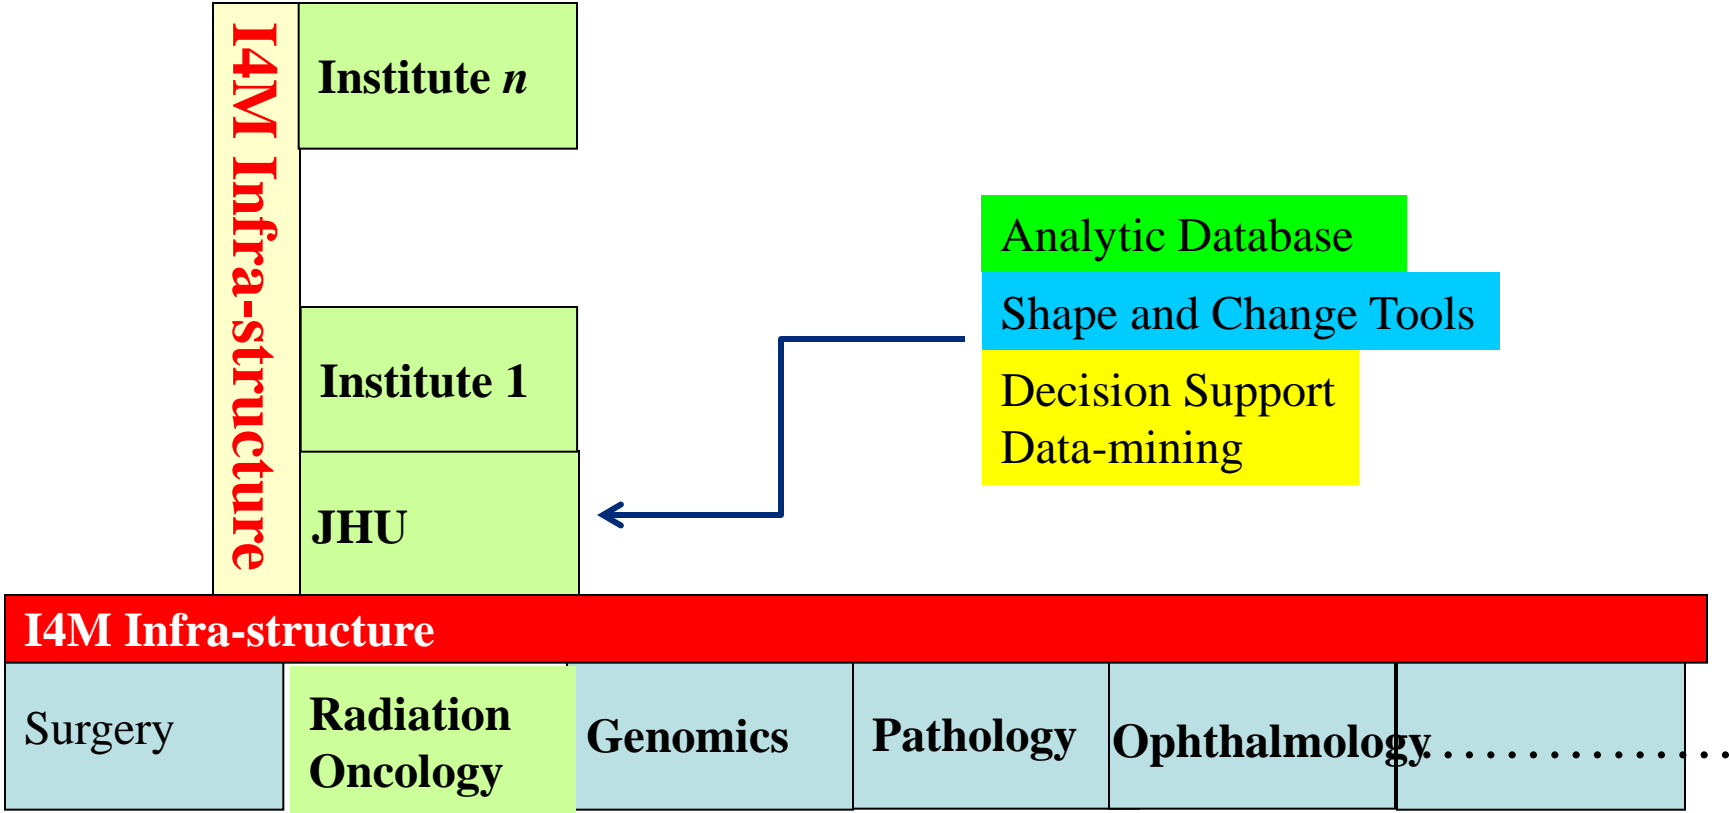 I4M Infra-structure
Institute n
Analytic Database
Shape and Change Tools
Institute 1
Decision Support
Data-mining
JHU
I4M Infra-structure
Surgery
Radiation
Oncology
Genomics
Pathology
Ophthalmology
. . . . . . . . . . . . . . .